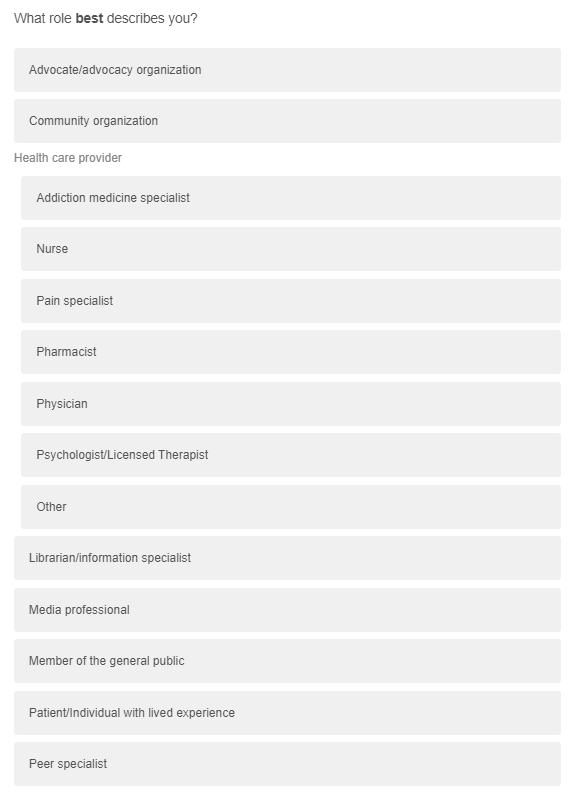 What role best describes you?
Advocate/advocacy organization
Community organization
Health care provider
Addiction medicine specialist
Nurse
Pain specialist
Pharmacist
Physician
Psychologist/Licensed Therapist
Other
Librarian/information specialist
Media professional
Member of the general public
Patient/Individual with lived experience
Peer specialist